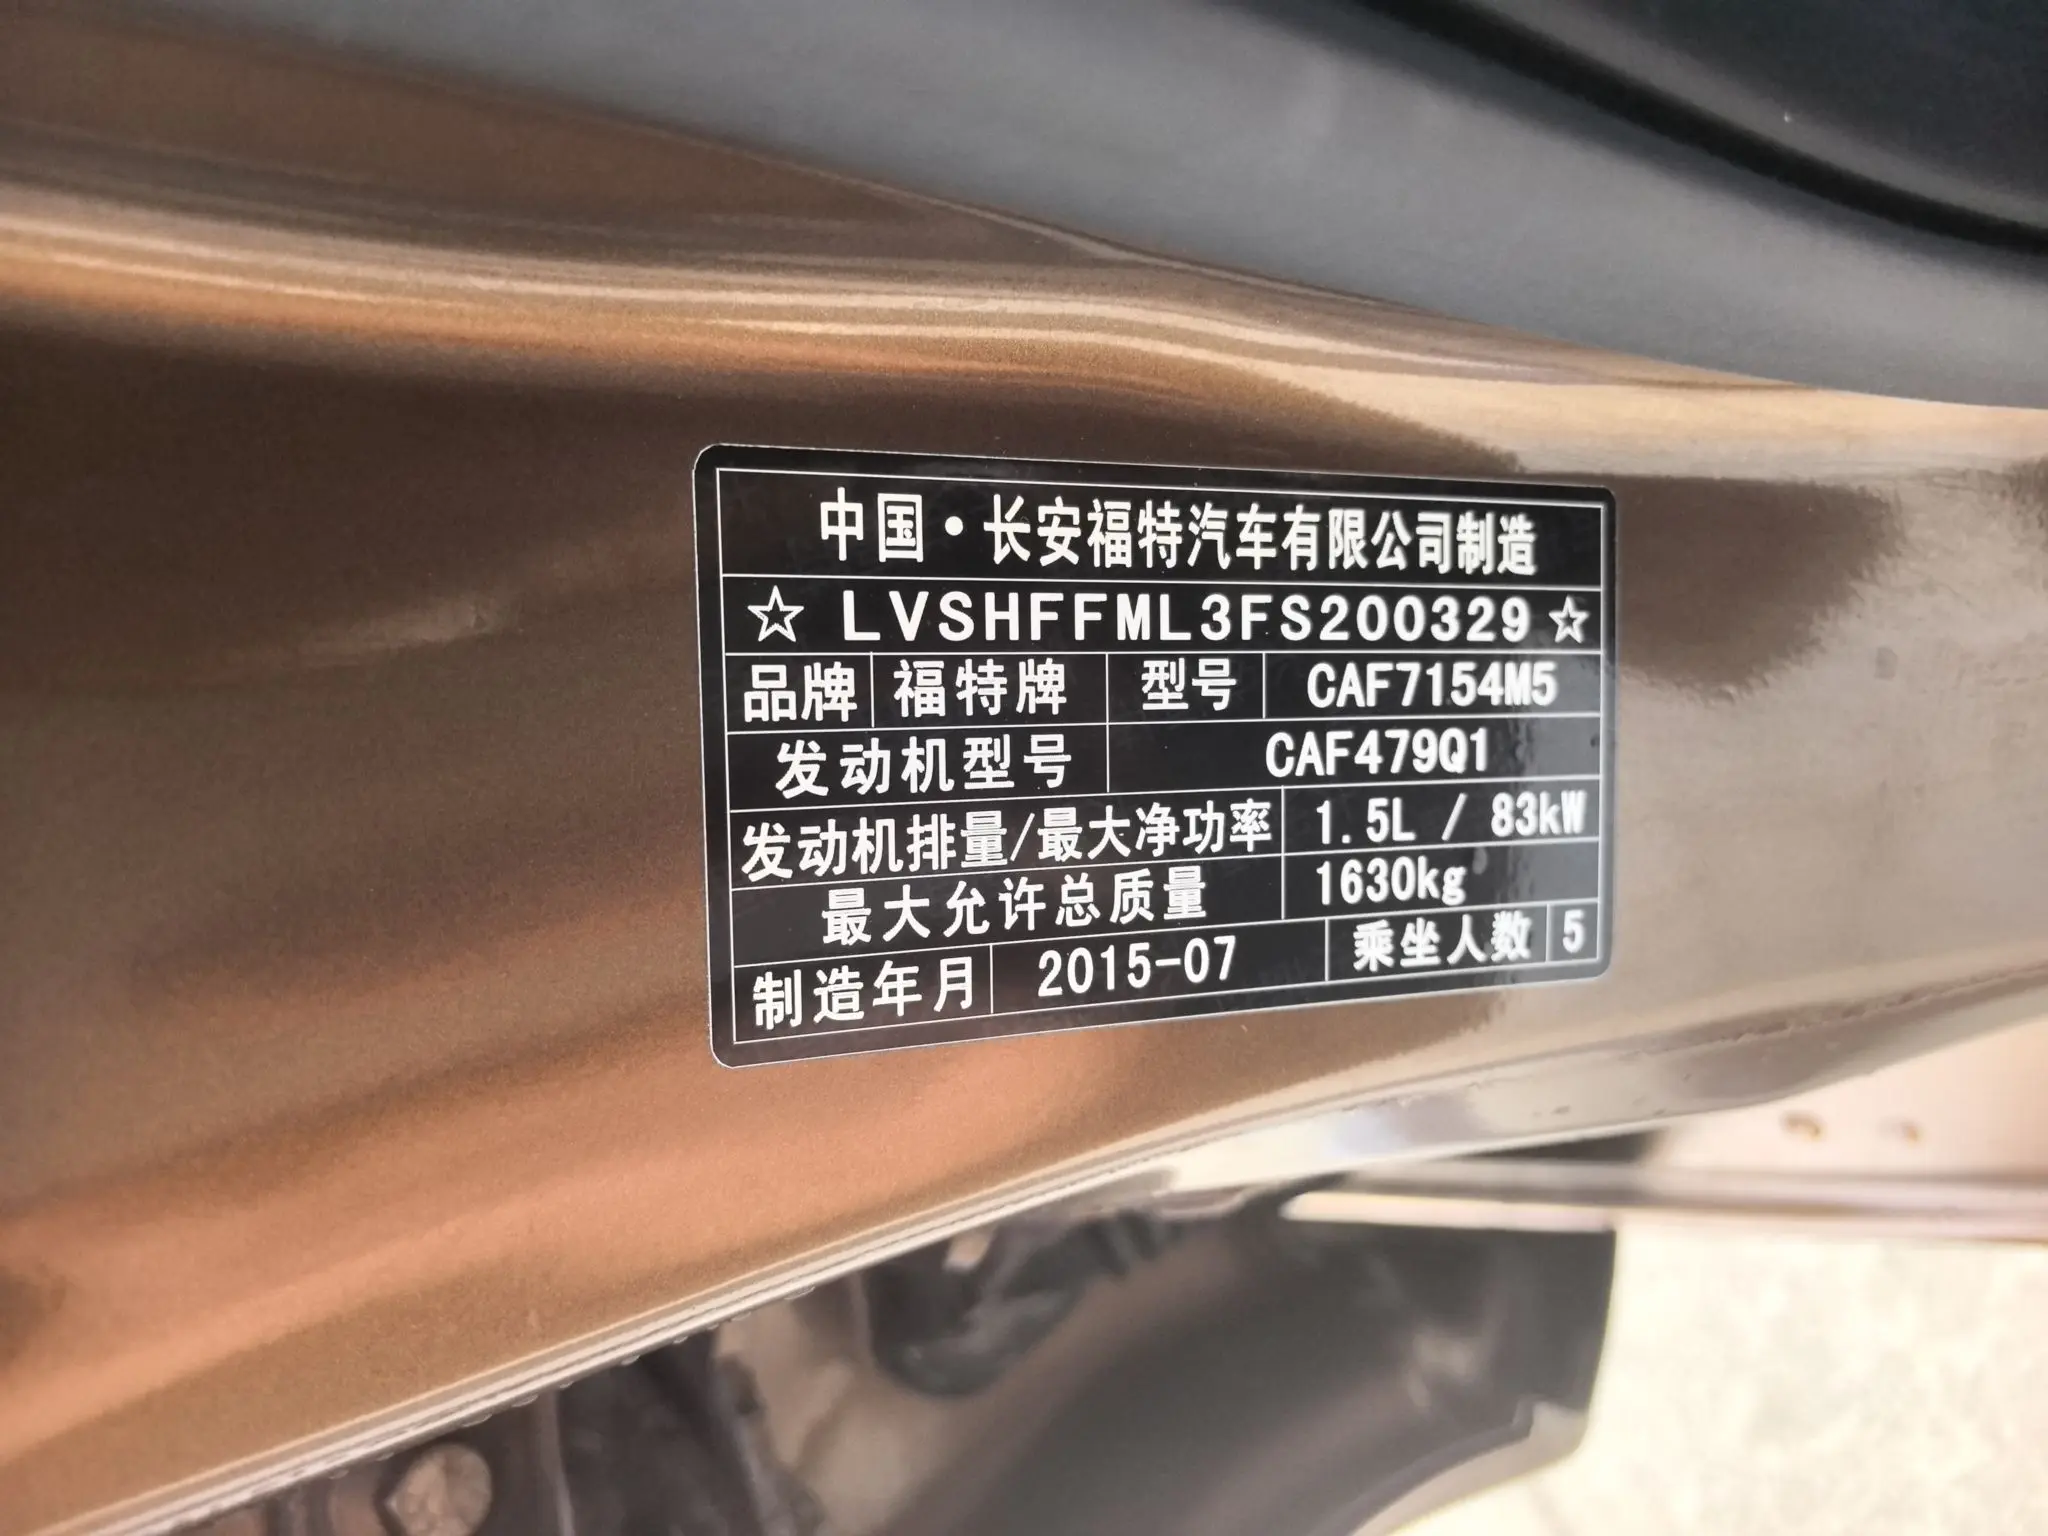 中国·长安福特汽车有限公司制造
☆ LVSHFFML3FS200329 ☆
品牌 福特牌 型号 CAF7154M5
发动机型号 CAF479Q1
发动机排量/最大净功率 1.5L / 83kW
最大允许总质量 1630kg
制造年月 2015-07 乘坐人数 5